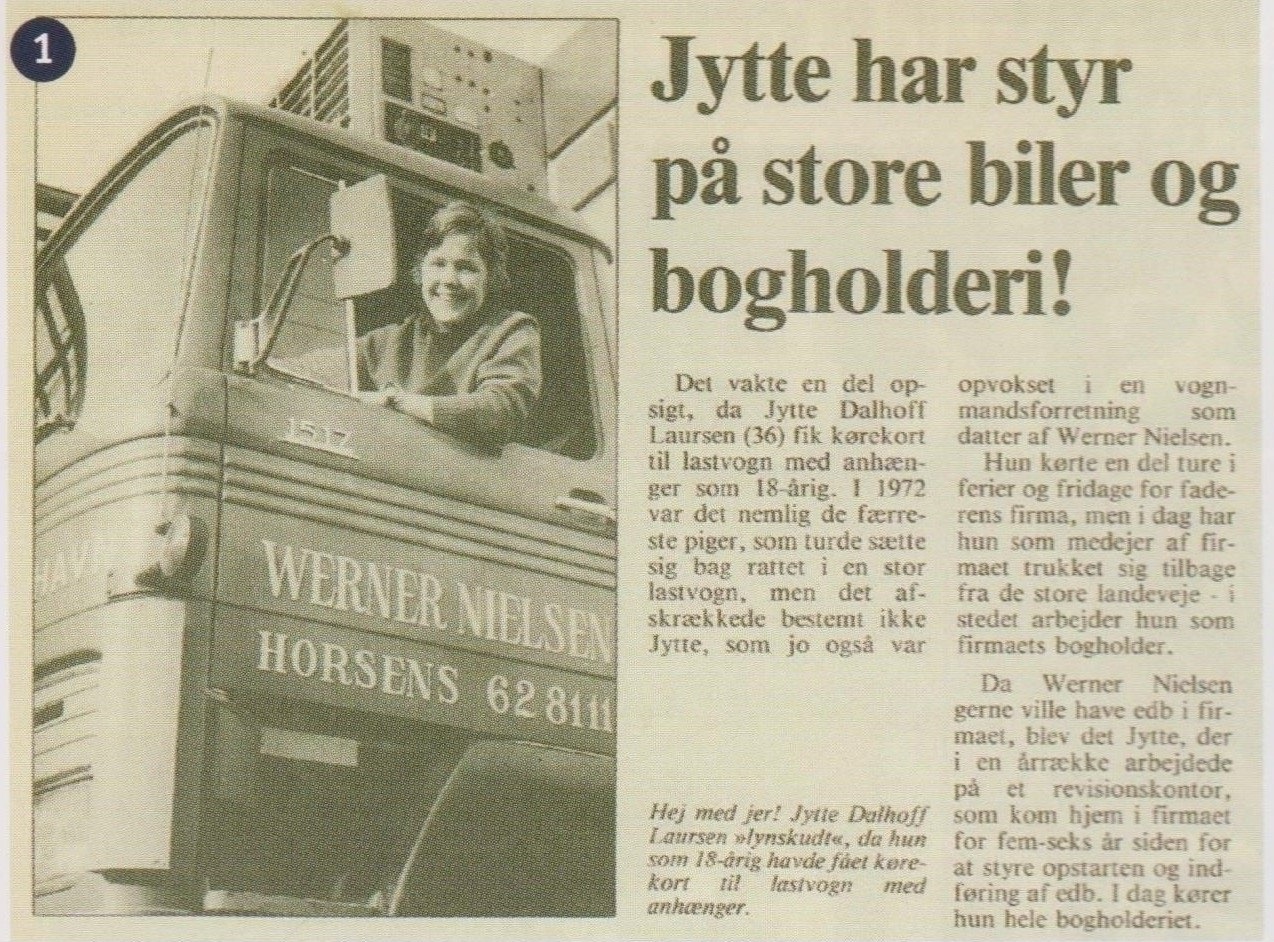 1
Jytte har styr
på store biler og
bogholderi!
1517
WERNER NIELSEN
HORSENS 62 8111
Det vakte en del op-
sigt, da Jytte Dalhoff
Laursen (36) fik kørekort
til lastvogn med anhæn-
ger som 18-årig. I 1972
var det nemlig de færre-
ste piger, som turde sætte
sig bag rattet i en stor
lastvogn, men det af-
skrækkede bestemt ikke
Jytte, som jo også var
opvokset i en vogn-
mandsforretning som
datter af Werner Nielsen.
Hun kørte en del ture i
ferier og fridage for fade-
rens firma, men i dag har
hun som medejer af fir-
maet trukket sig tilbage
fra de store landeveje - i
stedet arbejder hun som
firmaets bogholder.
Da Werner Nielsen
gerne ville have edb i fir-
maet, blev det Jytte, der
i en årrække arbejdede
på et revisionskontor,
som kom hjem i firmaet
for fem-seks år siden for
at styre opstarten og ind-
føring af edb. I dag kører
hun hele bogholderiet.
Hej med jer! Jytte Dalhoff
Laursen »lynskudt«, da hun
som 18-årig havde fået køre-
kort til lastvogn med
anhænger.